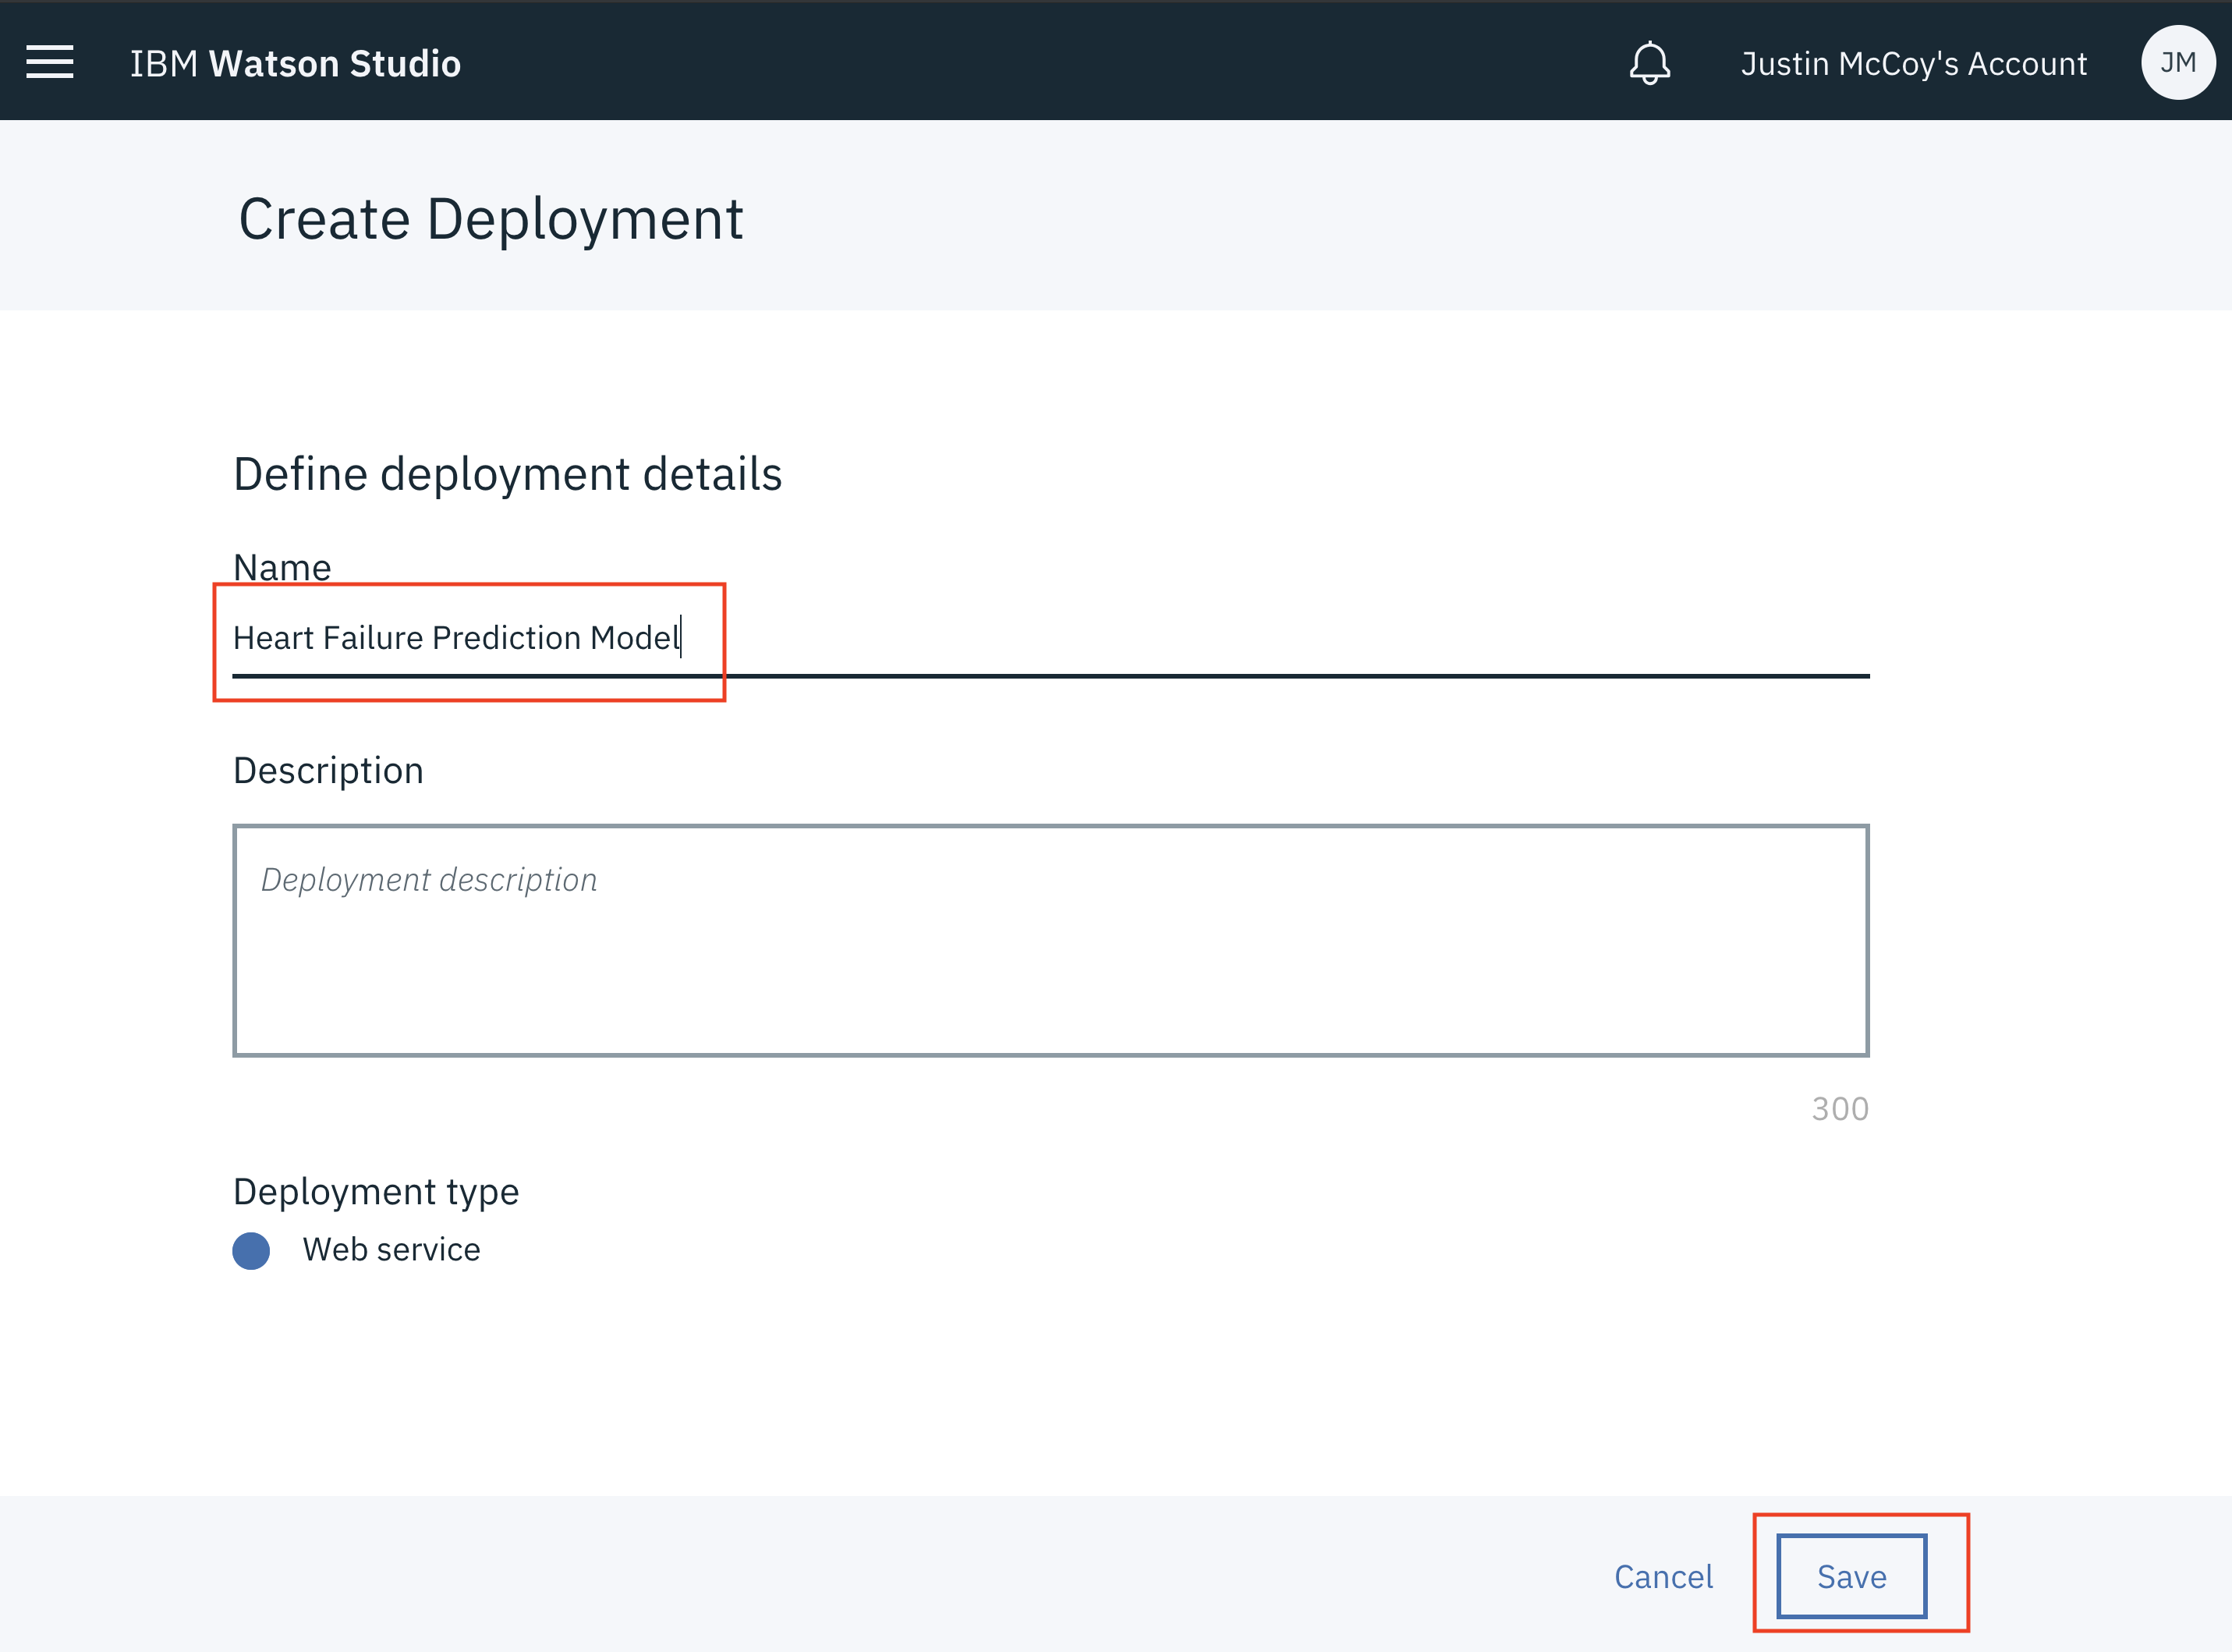 IBM Watson Studio
Justin McCoy's Account
JM
Create Deployment
Define deployment details
Name
Heart Failure Prediction Model
Description
Deployment description
300
Deployment type
Web service
Cancel
Save